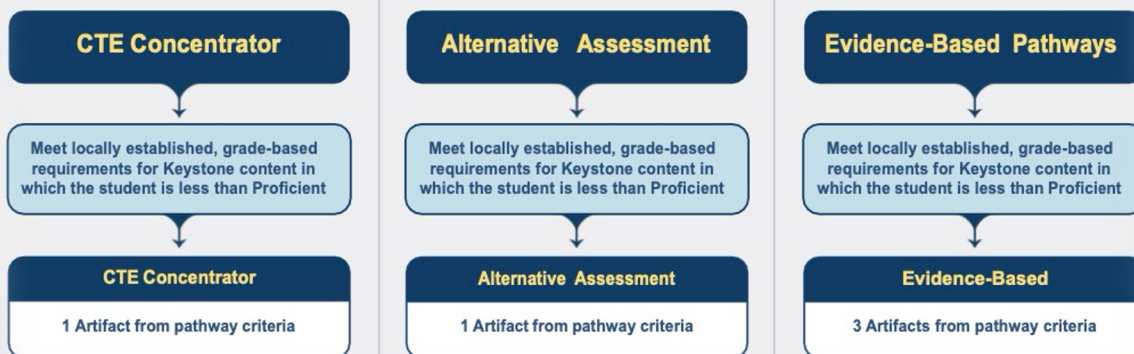 CTE Concentrator
Meet locally established, grade-based
requirements for Keystone content in
which the student is less than Proficient
CTE Concentrator
1 Artifact from pathway criteria
Alternative Assessment
Meet locally established, grade-based
requirements for Keystone content in
which the student is less than Proficient
Alternative Assessment
1 Artifact from pathway criteria
Evidence-Based Pathways
Meet locally established, grade-based
requirements for Keystone content in
which the student is less than Proficient
Evidence-Based
3 Artifacts from pathway criteria